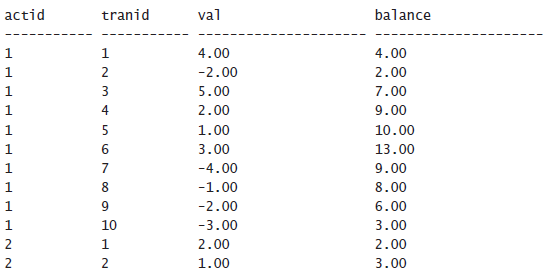 actid tranid val balance
----------- ----------- --------------------- ---------------------
1 1 4.00 4.00
1 2 -2.00 2.00
1 3 5.00 7.00
1 4 2.00 9.00
1 5 1.00 10.00
1 6 3.00 13.00
1 7 -4.00 9.00
1 8 -1.00 8.00
1 9 -2.00 6.00
1 10 -3.00 3.00
2 1 2.00 2.00
2 2 1.00 3.00